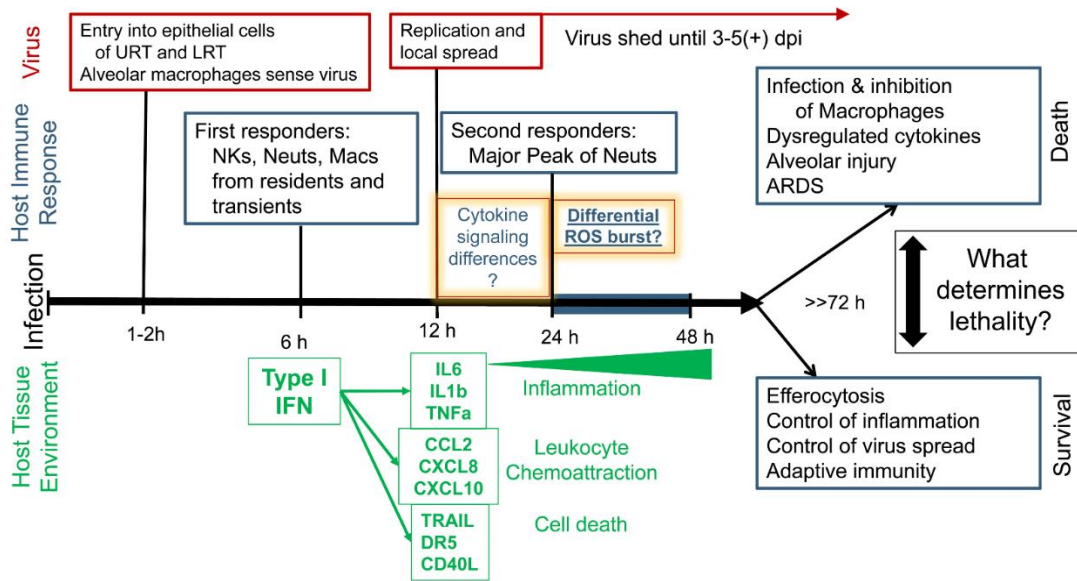 Virus
Entry into epithelial cells
of URT and LRT
Alveolar macrophages sense virus
Replication and
local spread
Virus shed until 3-5(+) dpi
Host Immune
Response
First responders:
NKs, Neuts, Macs
from residents and
transients
Second responders:
Major Peak of Neuts
Cytokine
signaling
differences
?
Differential
ROS burst?
Infection & inhibition
of Macrophages
Dysregulated cytokines
Alveolar injury
ARDS
Death
Infection
1-2h
6 h
12 h
24 h
48 h
>>72 h
What
determines
lethality?
Host Tissue
Environment
Type I
IFN
IL6
IL1b
TNFa
Inflammation
CCL2
CXCL8
CXCL10
Leukocyte
Chemoattraction
TRAIL
DR5
CD40L
Cell death
Efferocytosis
Control of inflammation
Control of virus spread
Adaptive immunity
Survival